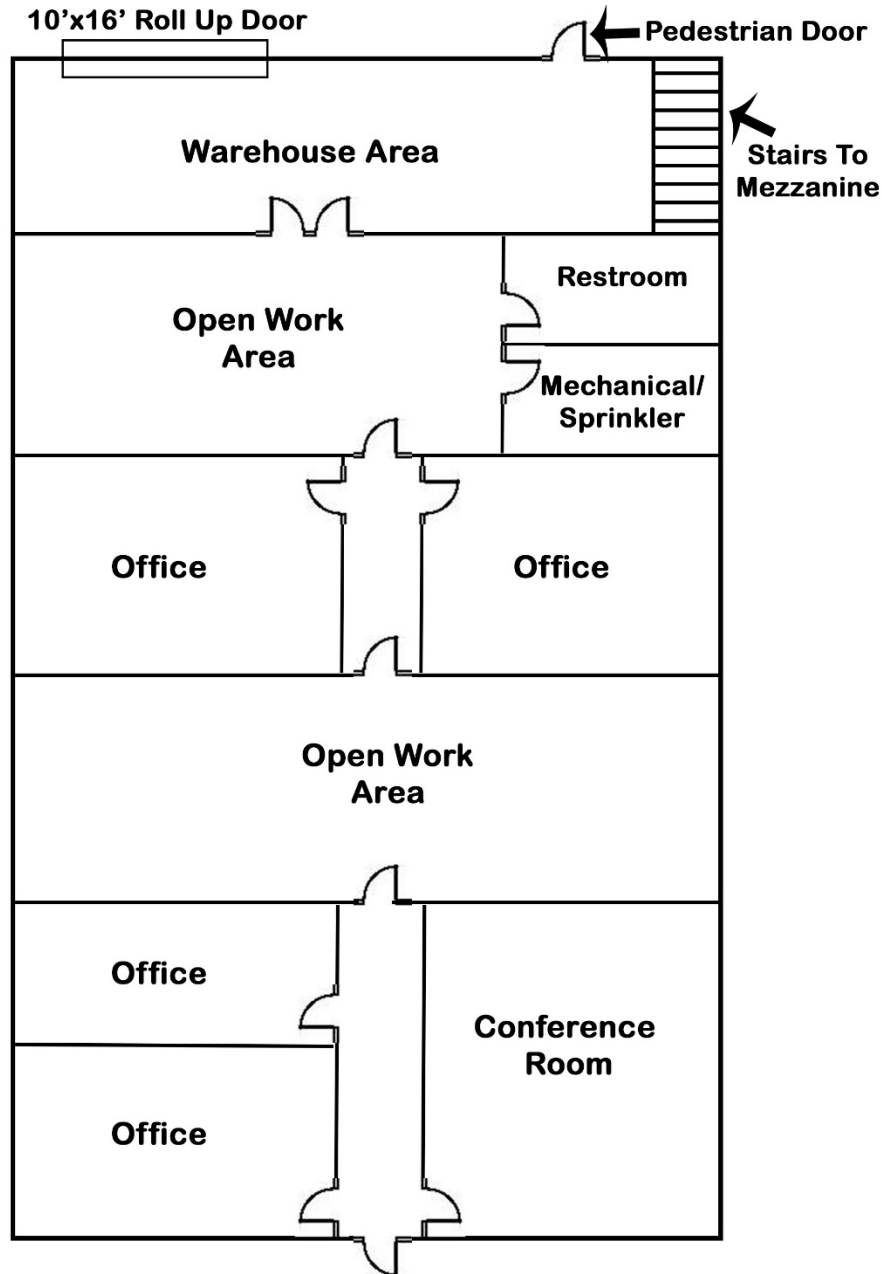 10’x16’ Roll Up Door
Pedestrian Door
Warehouse Area
Stairs To
Mezzanine
Restroom
Open Work
Area
Mechanical/
Sprinkler
Office
Office
Open Work
Area
Office
Conference
Room
Office